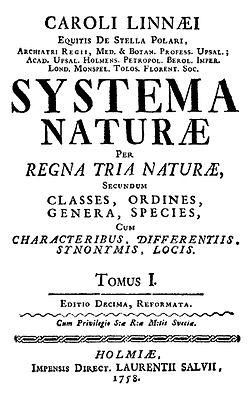 CAROLI LINNÆI
EQUITIS DE STELLA POLARI,
ARCHIATRI REGII, MED. & BOTAN. PROFESS. UPSAL.;
ACAD. UPSAL. HOLMENS. PETROPOL. BEROL. IMPER.
LOND. MONSPEL. TOLOS. FLORENT. SOC.
SYSTEMA
NATURÆ
PER
REGNA TRIA NATURÆ,
SECUNDUM
CLASSES, ORDINES,
GENERA, SPECIES,
CUM
CHARACTERIBUS, DIFFERENTIIS,
SYNONYMIS, LOCIS.
TOMUS I.
EDITIO DECIMA, REFORMATA.
Cum Privilegio S:æ R:æ M:tis Sveciæ.
HOLMIÆ,
IMPENSIS DIRECT. LAURENTII SALVII,
1758.